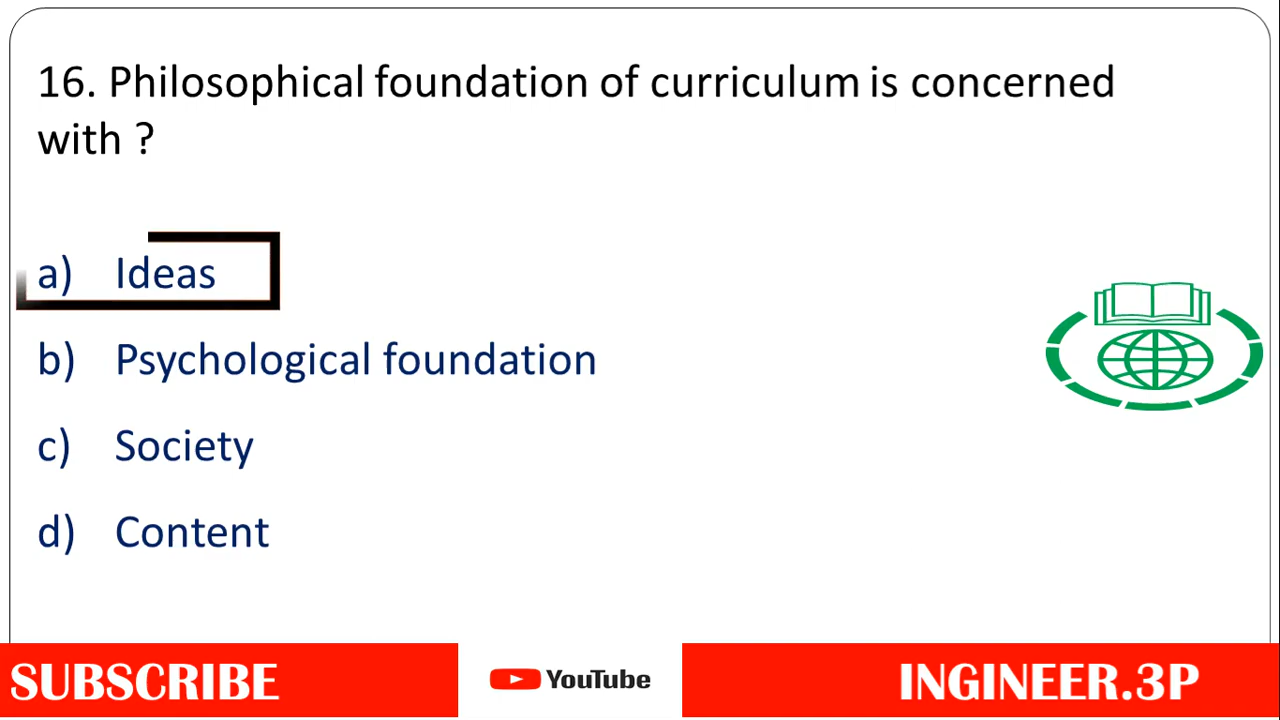 16. Philosophical foundation of curriculum is concerned
with ?
a) Ideas
b) Psychological foundation
c) Society
d) Content
SUBSCRIBE YouTube INGINEER.3P